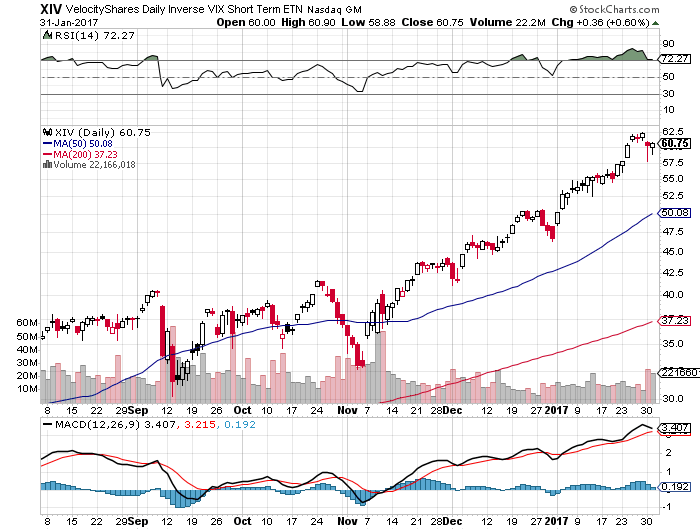 XIV VelocityShares Daily Inverse VIX Short Term ETN Nasdaq GM © StockCharts.com
31-Jan-2017 Open 60.00 High 60.90 Low 58.88 Close 60.75 Volume 22.2M Chg +0.36 (+0.60%)
RSI(14) 72.27
90
72.27
50
30
10
XIV (Daily) 60.75
MA(50) 50.08
MA(200) 37.23
Volume 22,166,018
62.5
60.75
57.5
55.0
52.5
50.08
47.5
45.0
42.5
40.0
37.23
35.0
30.0
60M
50M
40M
30M
20M
10M
8 15 22 29 Sep 12 19 26 Oct 10 17 24 Nov 7 14 21 28 Dec 12 19 27 2017 9 17 23 30
MACD(12,26,9) 3.407, 3.215, 0.192
3.407
2
1
0.192
-1
8 15 22 29 Sep 12 19 26 Oct 10 17 24 Nov 7 14 21 28 Dec 12 19 27 2017 9 17 23 30